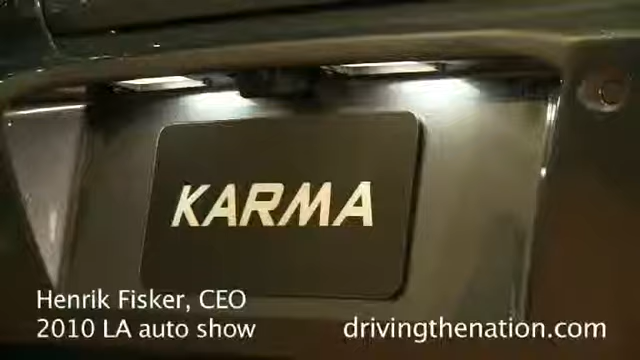 KARMA
Henrik Fisker, CEO
2010 LA auto show
drivingthenation.com